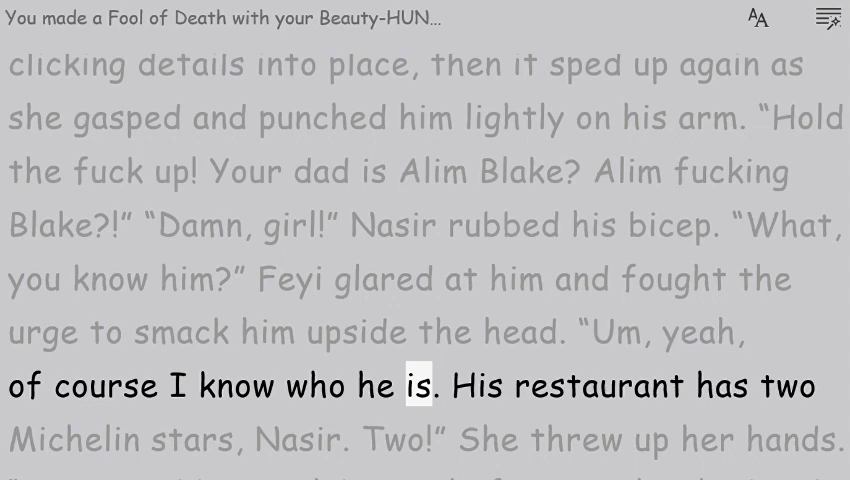 You made a Fool of Death with your Beauty-HUN...
AA
clicking details into place, then it sped up again as
she gasped and punched him lightly on his arm. “Hold
the fuck up! Your dad is Alim Blake? Alim fucking
Blake?!” “Damn, girl!” Nasir rubbed his bicep. “What,
you know him?” Feyi glared at him and fought the
urge to smack him upside the head. “Um, yeah,
of course I know who he is. His restaurant has two
Michelin stars, Nasir. Two!” She threw up her hands.